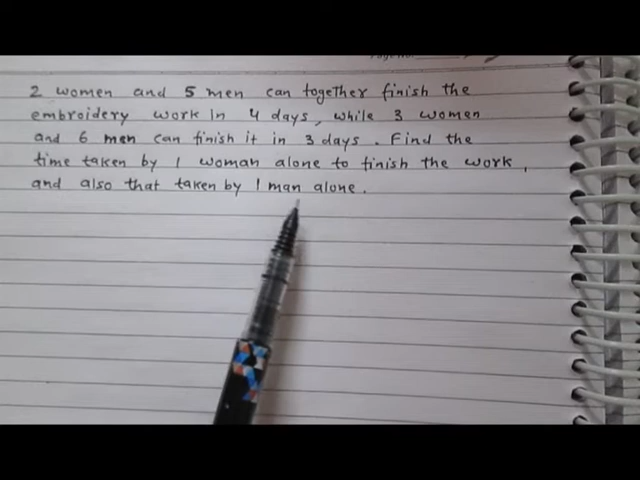 2 women and 5 men can together finish the
embroidery work in 4 days, while 3 women
and 6 men can finish it in 3 days. Find the
time taken by 1 woman alone to finish the work,
and also that taken by 1 man alone.